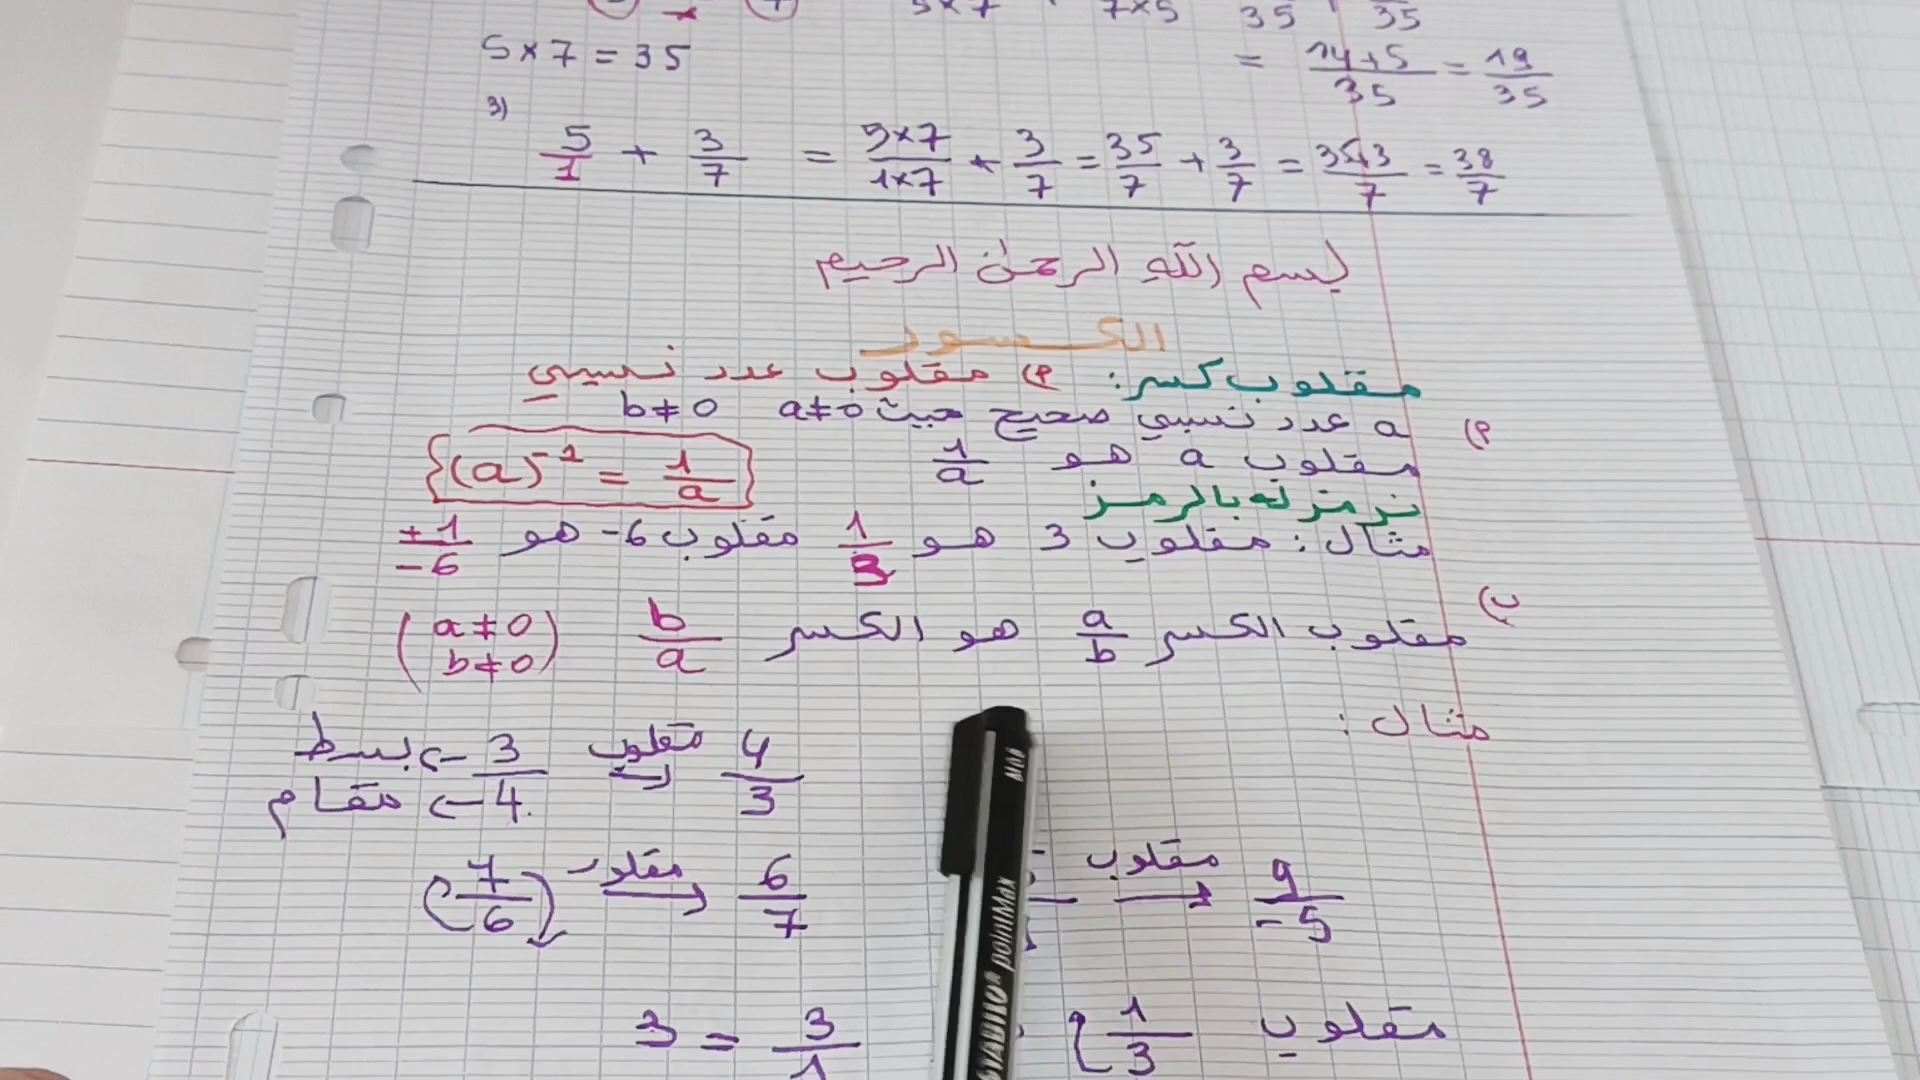 5×7 = 35
= 14+5/35 = 19/35
3) 5/1 + 3/7 = 5×7/1×7 + 3/7 = 35/7 + 3/7 = 35+3/7 = 38/7
بسم الله الرحمن الرحيم
الكسور
مقلوب كسر: م) مقلوب عدد نسبي
م) a عدد نسبي صحيح حيث a≠0 b≠0
مقلوب a هو 1/a
(a)⁻¹ = 1/a
نرمز له بالرمز
مثال: مقلوب 3 هو 1/3 مقلوب 6- هو +1/-6
ب) مقلوب الكسر a/b هو الكسر b/a (a≠0 b≠0)
مثال:
4/3 مقلوب 3/4 بسط مقام
9/-5 مقلوب
6/7 مقلوب (7/6)
مقلوب 1/3
3/1 = 3
STABILO® pointMax